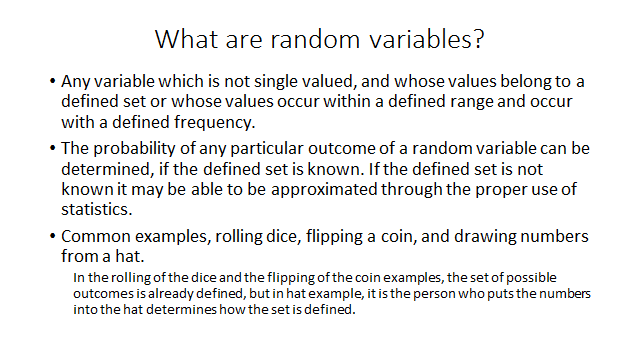 What are random variables?
• Any variable which is not single valued, and whose values belong to a
defined set or whose values occur within a defined range and occur
with a defined frequency.
• The probability of any particular outcome of a random variable can be
determined, if the defined set is known. If the defined set is not
known it may be able to be approximated through the proper use of
statistics.
• Common examples, rolling dice, flipping a coin, and drawing numbers
from a hat.
In the rolling of the dice and the flipping of the coin examples, the set of possible
outcomes is already defined, but in hat example, it is the person who puts the numbers
into the hat determines how the set is defined.